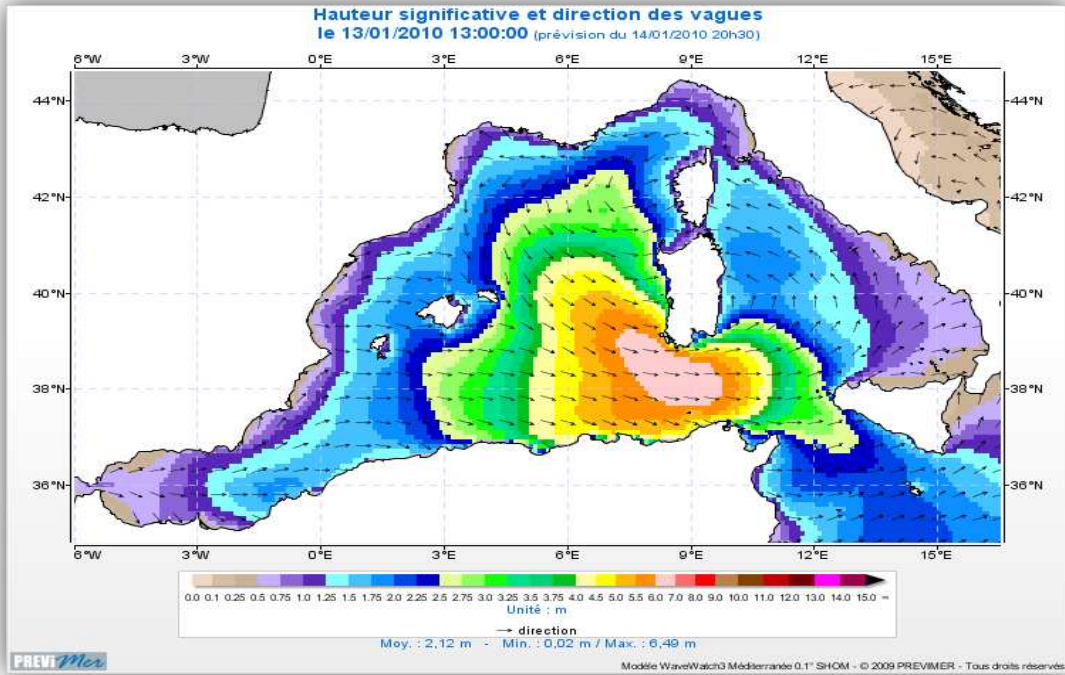 Hauteur significative et direction des vagues
le 13/01/2010 13:00:00 (prévision du 14/01/2010 20h30)
6°W 3°W 0°E 3°E 6°E 9°E 12°E 15°E
44°N 44°N
42°N 42°N
40°N 40°N
38°N 38°N
36°N 36°N
6°W 3°W 0°E 3°E 6°E 9°E 12°E 15°E
0.0 0.1 0.25 0.5 0.75 1.0 1.25 1.5 1.75 2.0 2.25 2.5 2.75 3.0 3.25 3.5 3.75 4.0 4.5 5.0 5.5 6.0 7.0 8.0 9.0 10.0 11.0 12.0 13.0 14.0 15.0 ∞
Unité : m
direction
Moy. : 2,12 m - Min. : 0,02 m / Max. : 6,49 m
PREVIMer
Modèle WaveWatch3 Méditerranée 0.1° SHOM - © 2009 PREVIMER - Tous droits réservés